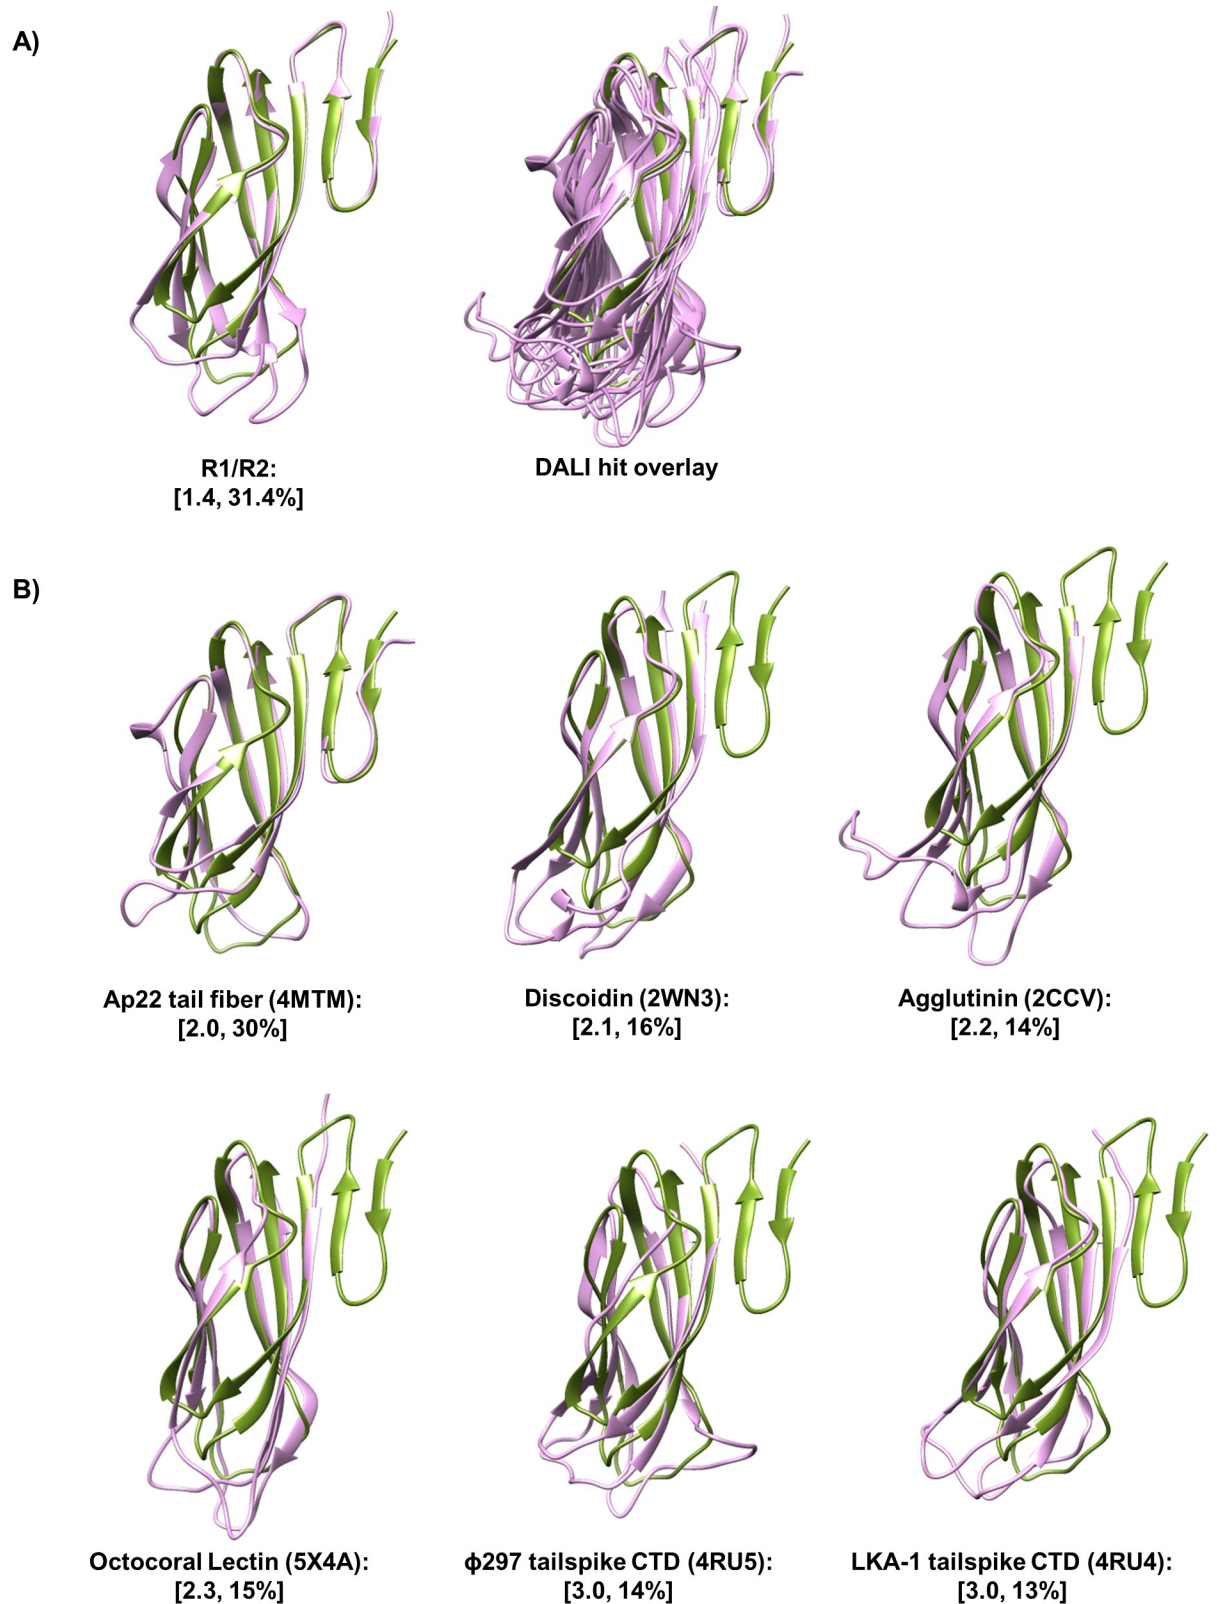 A)
R1/R2:
[1.4, 31.4%]
DALI hit overlay
B)
Ap22 tail fiber (4MTM):
[2.0, 30%]
Discoidin (2WN3):
[2.1, 16%]
Agglutinin (2CCV):
[2.2, 14%]
Octocoral Lectin (5X4A):
[2.3, 15%]
ϕ297 tailspike CTD (4RU5):
[3.0, 14%]
LKA-1 tailspike CTD (4RU4):
[3.0, 13%]